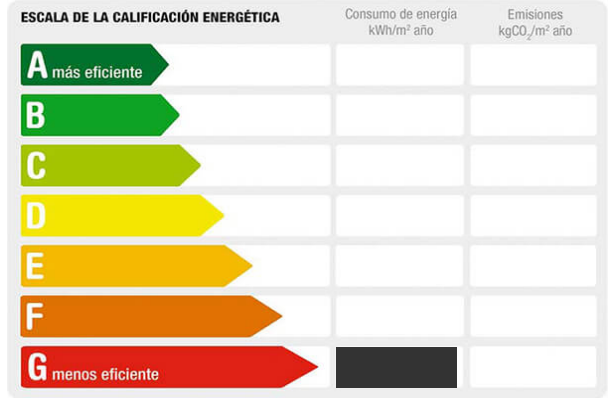 ESCALA DE LA CALIFICACIÓN ENERGÉTICA
Consumo de energía
kWh/m² año
Emisiones
kgCO₂/m² año
A más eficiente
B
C
D
E
F
G menos eficiente